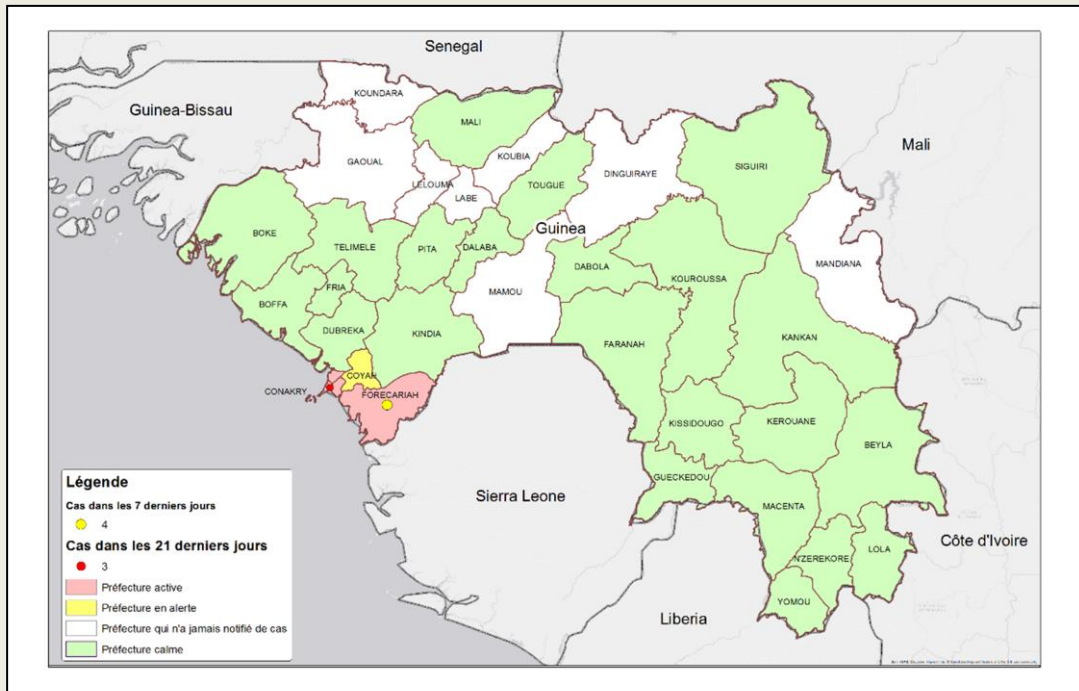 Senegal
Guinea-Bissau
KOUNDARA
MALI
Mali
KOUBIA
SIGUIRI
GAOUAL
DINGUIRAYE
LELOUMA
TOUGUE
LABE
Guinea
BOKE
TELIMELE
PITA
DALABA
MANDIANA
DABOLA
KOUROUSSA
FRIA
MAMOU
BOFFA
DUBREKA
KINDIA
KANKAN
FARANAH
COYAH
CONAKRY
FORECARIAH
KISSIDOUGO
KEROUANE
BEYLA
GUECKEDOU
Sierra Leone
MACENTA
Côte d'Ivoire
N'ZEREKORE
LOLA
YOMOU
Liberia
Légende
Cas dans les 7 derniers jours
4
Cas dans les 21 derniers jours
3
Préfecture active
Préfecture en alerte
Préfecture qui n'a jamais notifié de cas
Préfecture calme